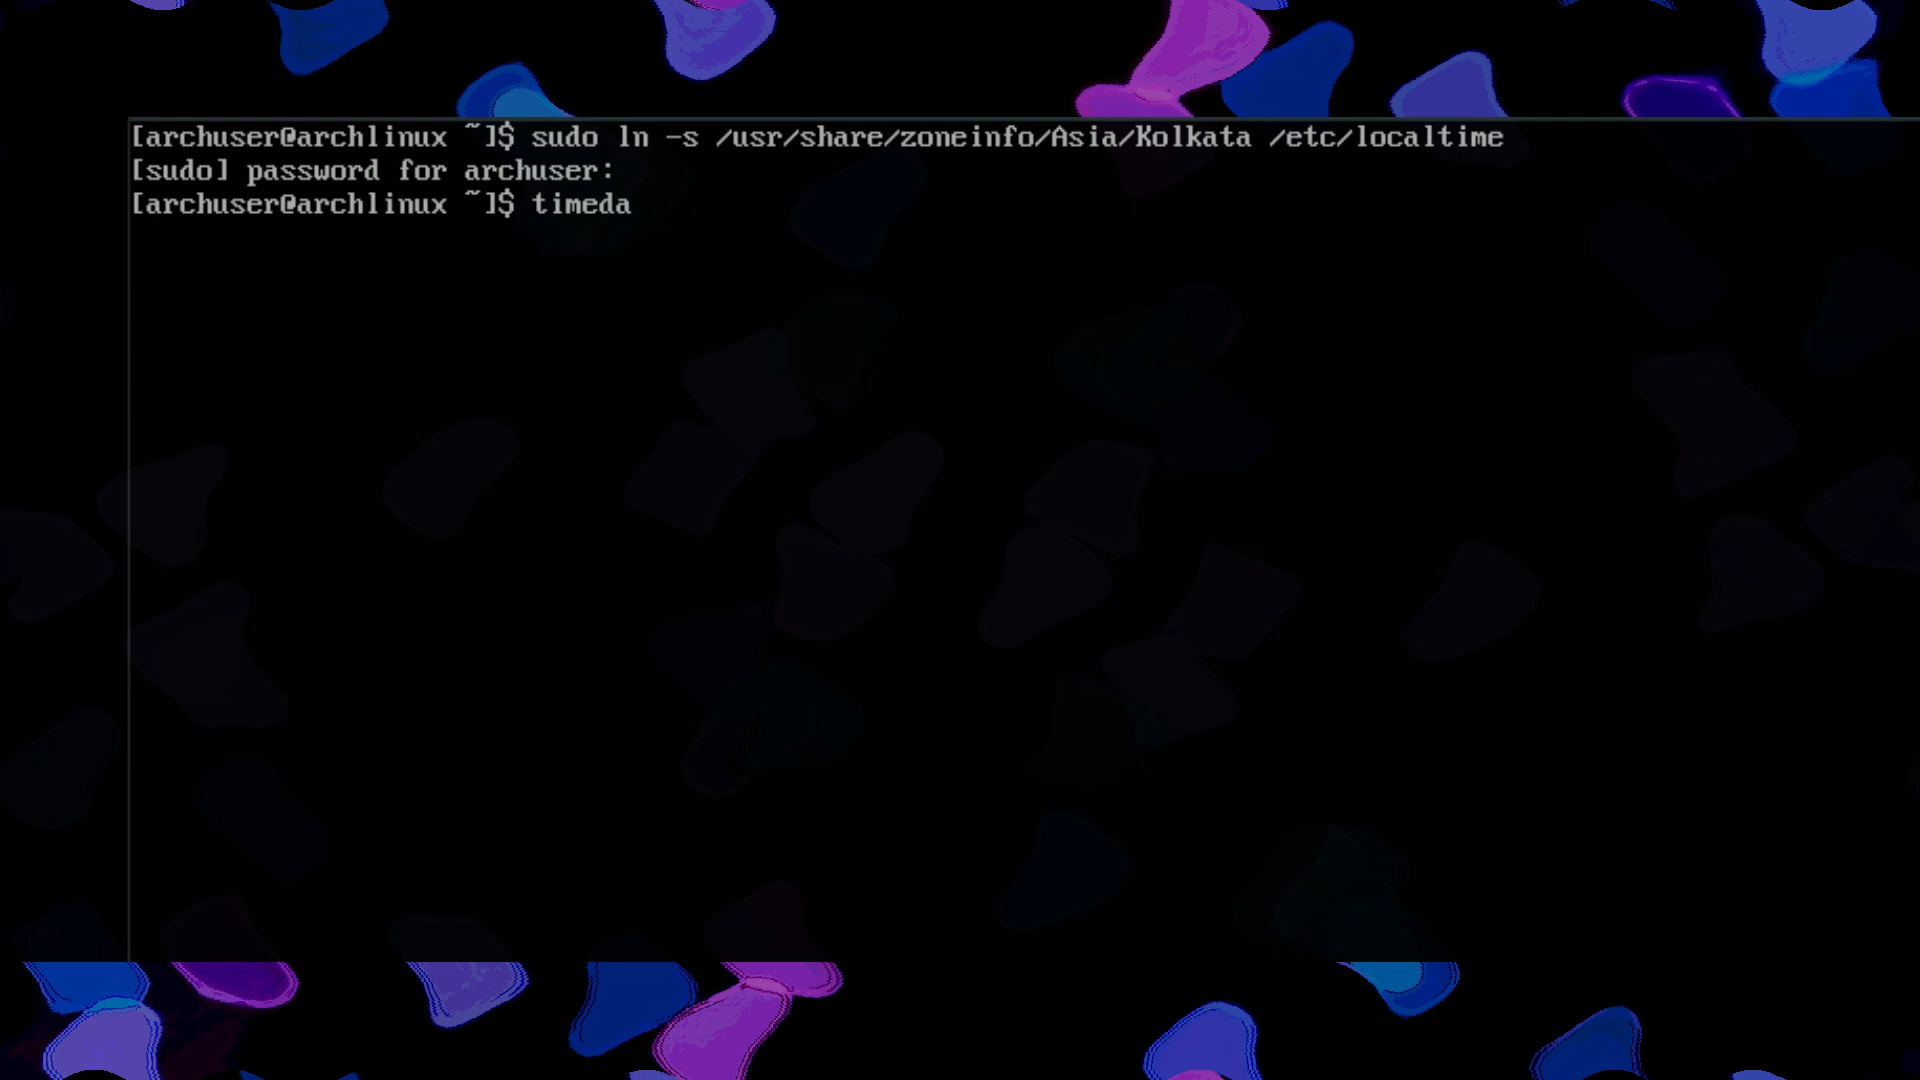 [archuser@archlinux ~]$ sudo ln -s /usr/share/zoneinfo/Asia/Kolkata /etc/localtime
[sudo] password for archuser:
[archuser@archlinux ~]$ timeda